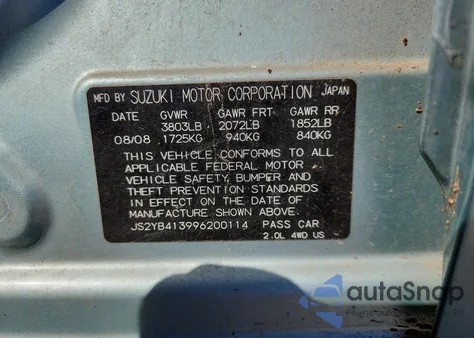 MFD BY SUZUKI MOTOR CORPORATION JAPAN
DATE GVWR GAWR FRT GAWR RR
3803LB 2072LB 1852LB
08/08 1725KG 940KG 840KG
THIS VEHICLE CONFORMS TO ALL
APPLICABLE FEDERAL MOTOR
VEHICLE SAFETY, BUMPER AND
THEFT PREVENTION STANDARDS
IN EFFECT ON THE DATE OF
MANUFACTURE SHOWN ABOVE.
JS2YB413996200114 PASS CAR
2.0L 4WD US
autoSnap